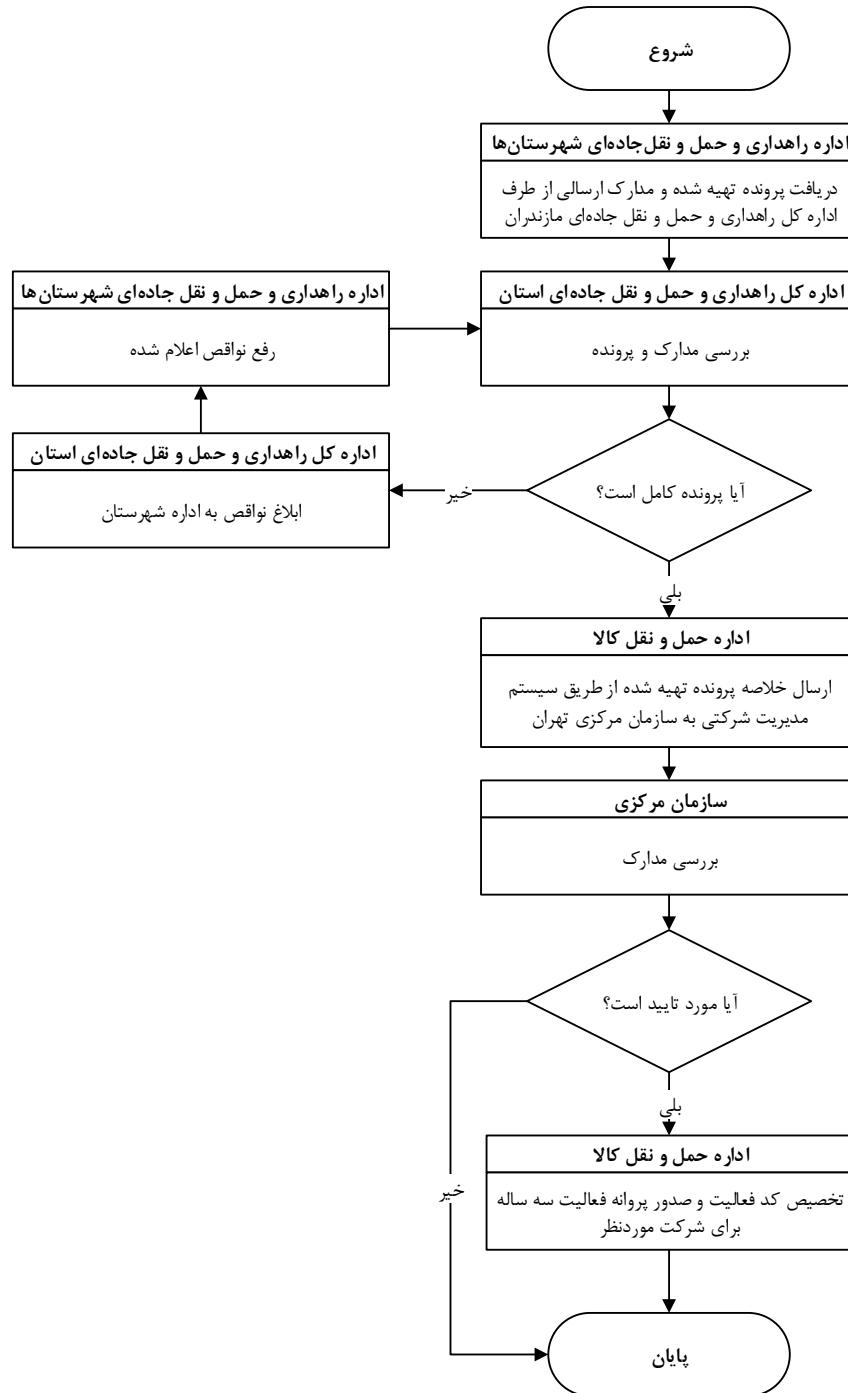 شروع
اداره راهداری و حمل و نقل‌جاده‌ای شهرستان‌ها
دریافت پرونده تهیه شده و مدارک ارسالی از طرف
اداره کل راهداری و حمل و نقل جاده‌ای مازندران
اداره کل راهداری و حمل و نقل جاده‌ای استان
بررسی مدارک و پرونده
اداره راهداری و حمل و نقل جاده‌ای شهرستان‌ها
رفع نواقص اعلام شده
آیا پرونده کامل است؟
خیر
اداره کل راهداری و حمل و نقل جاده‌ای استان
ابلاغ نواقص به اداره شهرستان
بلی
اداره حمل و نقل کالا
ارسال خلاصه پرونده تهیه شده از طریق سیستم
مدیریت شرکتی به سازمان مرکزی تهران
سازمان مرکزی
بررسی مدارک
آیا مورد تایید است؟
بلی
خیر
اداره حمل و نقل کالا
تخصیص کد فعالیت و صدور پروانه فعالیت سه ساله
برای شرکت موردنظر
پایان